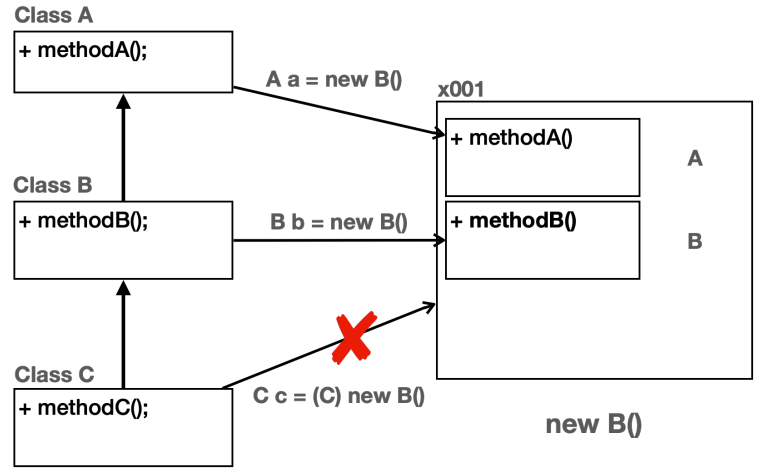 Class A
+ methodA();
A a = new B()
x001
+ methodA()
A
Class B
+ methodB();
B b = new B()
+ methodB()
B
Class C
+ methodC();
C c = (C) new B()
new B()